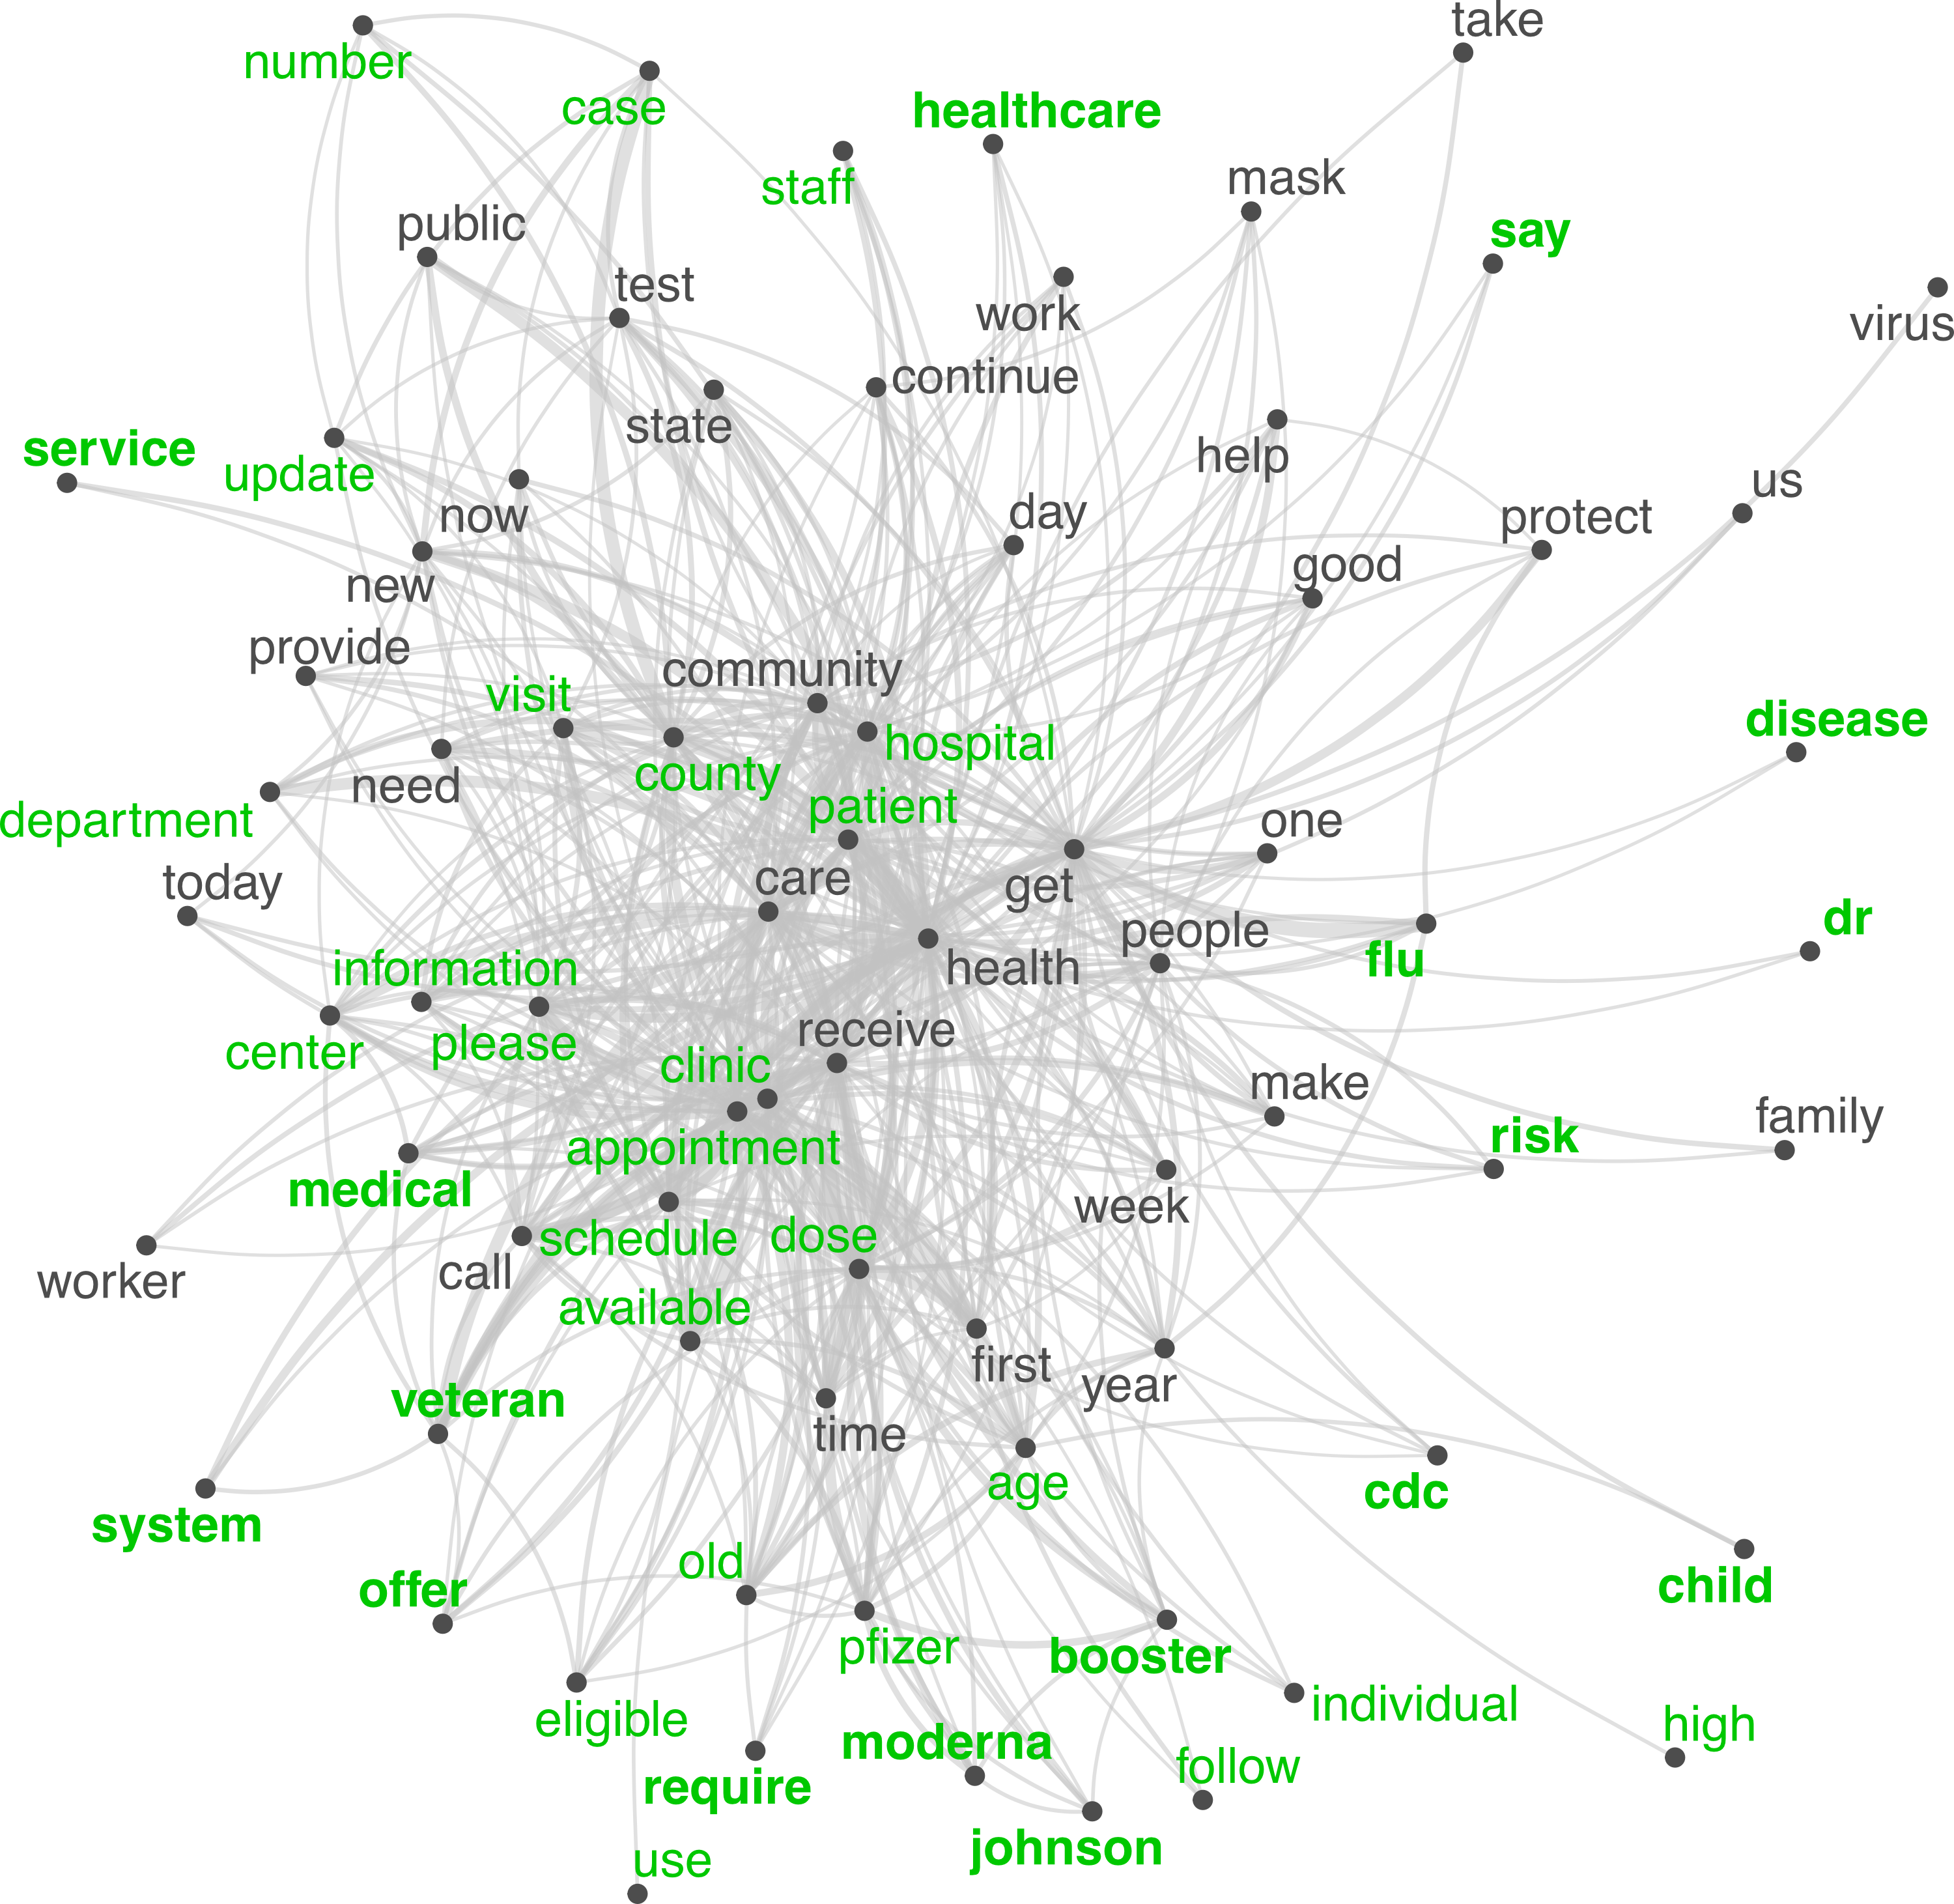 take
number
case
healthcare
staff
mask
public
say
test
work
virus
continue
state
help
service
update
us
now
day
protect
good
new
provide
community
visit
disease
hospital
county
need
patient
department
one
today
care
get
dr
people
flu
information
health
receive
center
please
clinic
make
family
risk
appointment
medical
week
schedule
dose
worker
call
available
first
year
veteran
time
age
cdc
system
old
offer
child
pfizer
booster
individual
eligible
high
moderna
follow
require
johnson
use